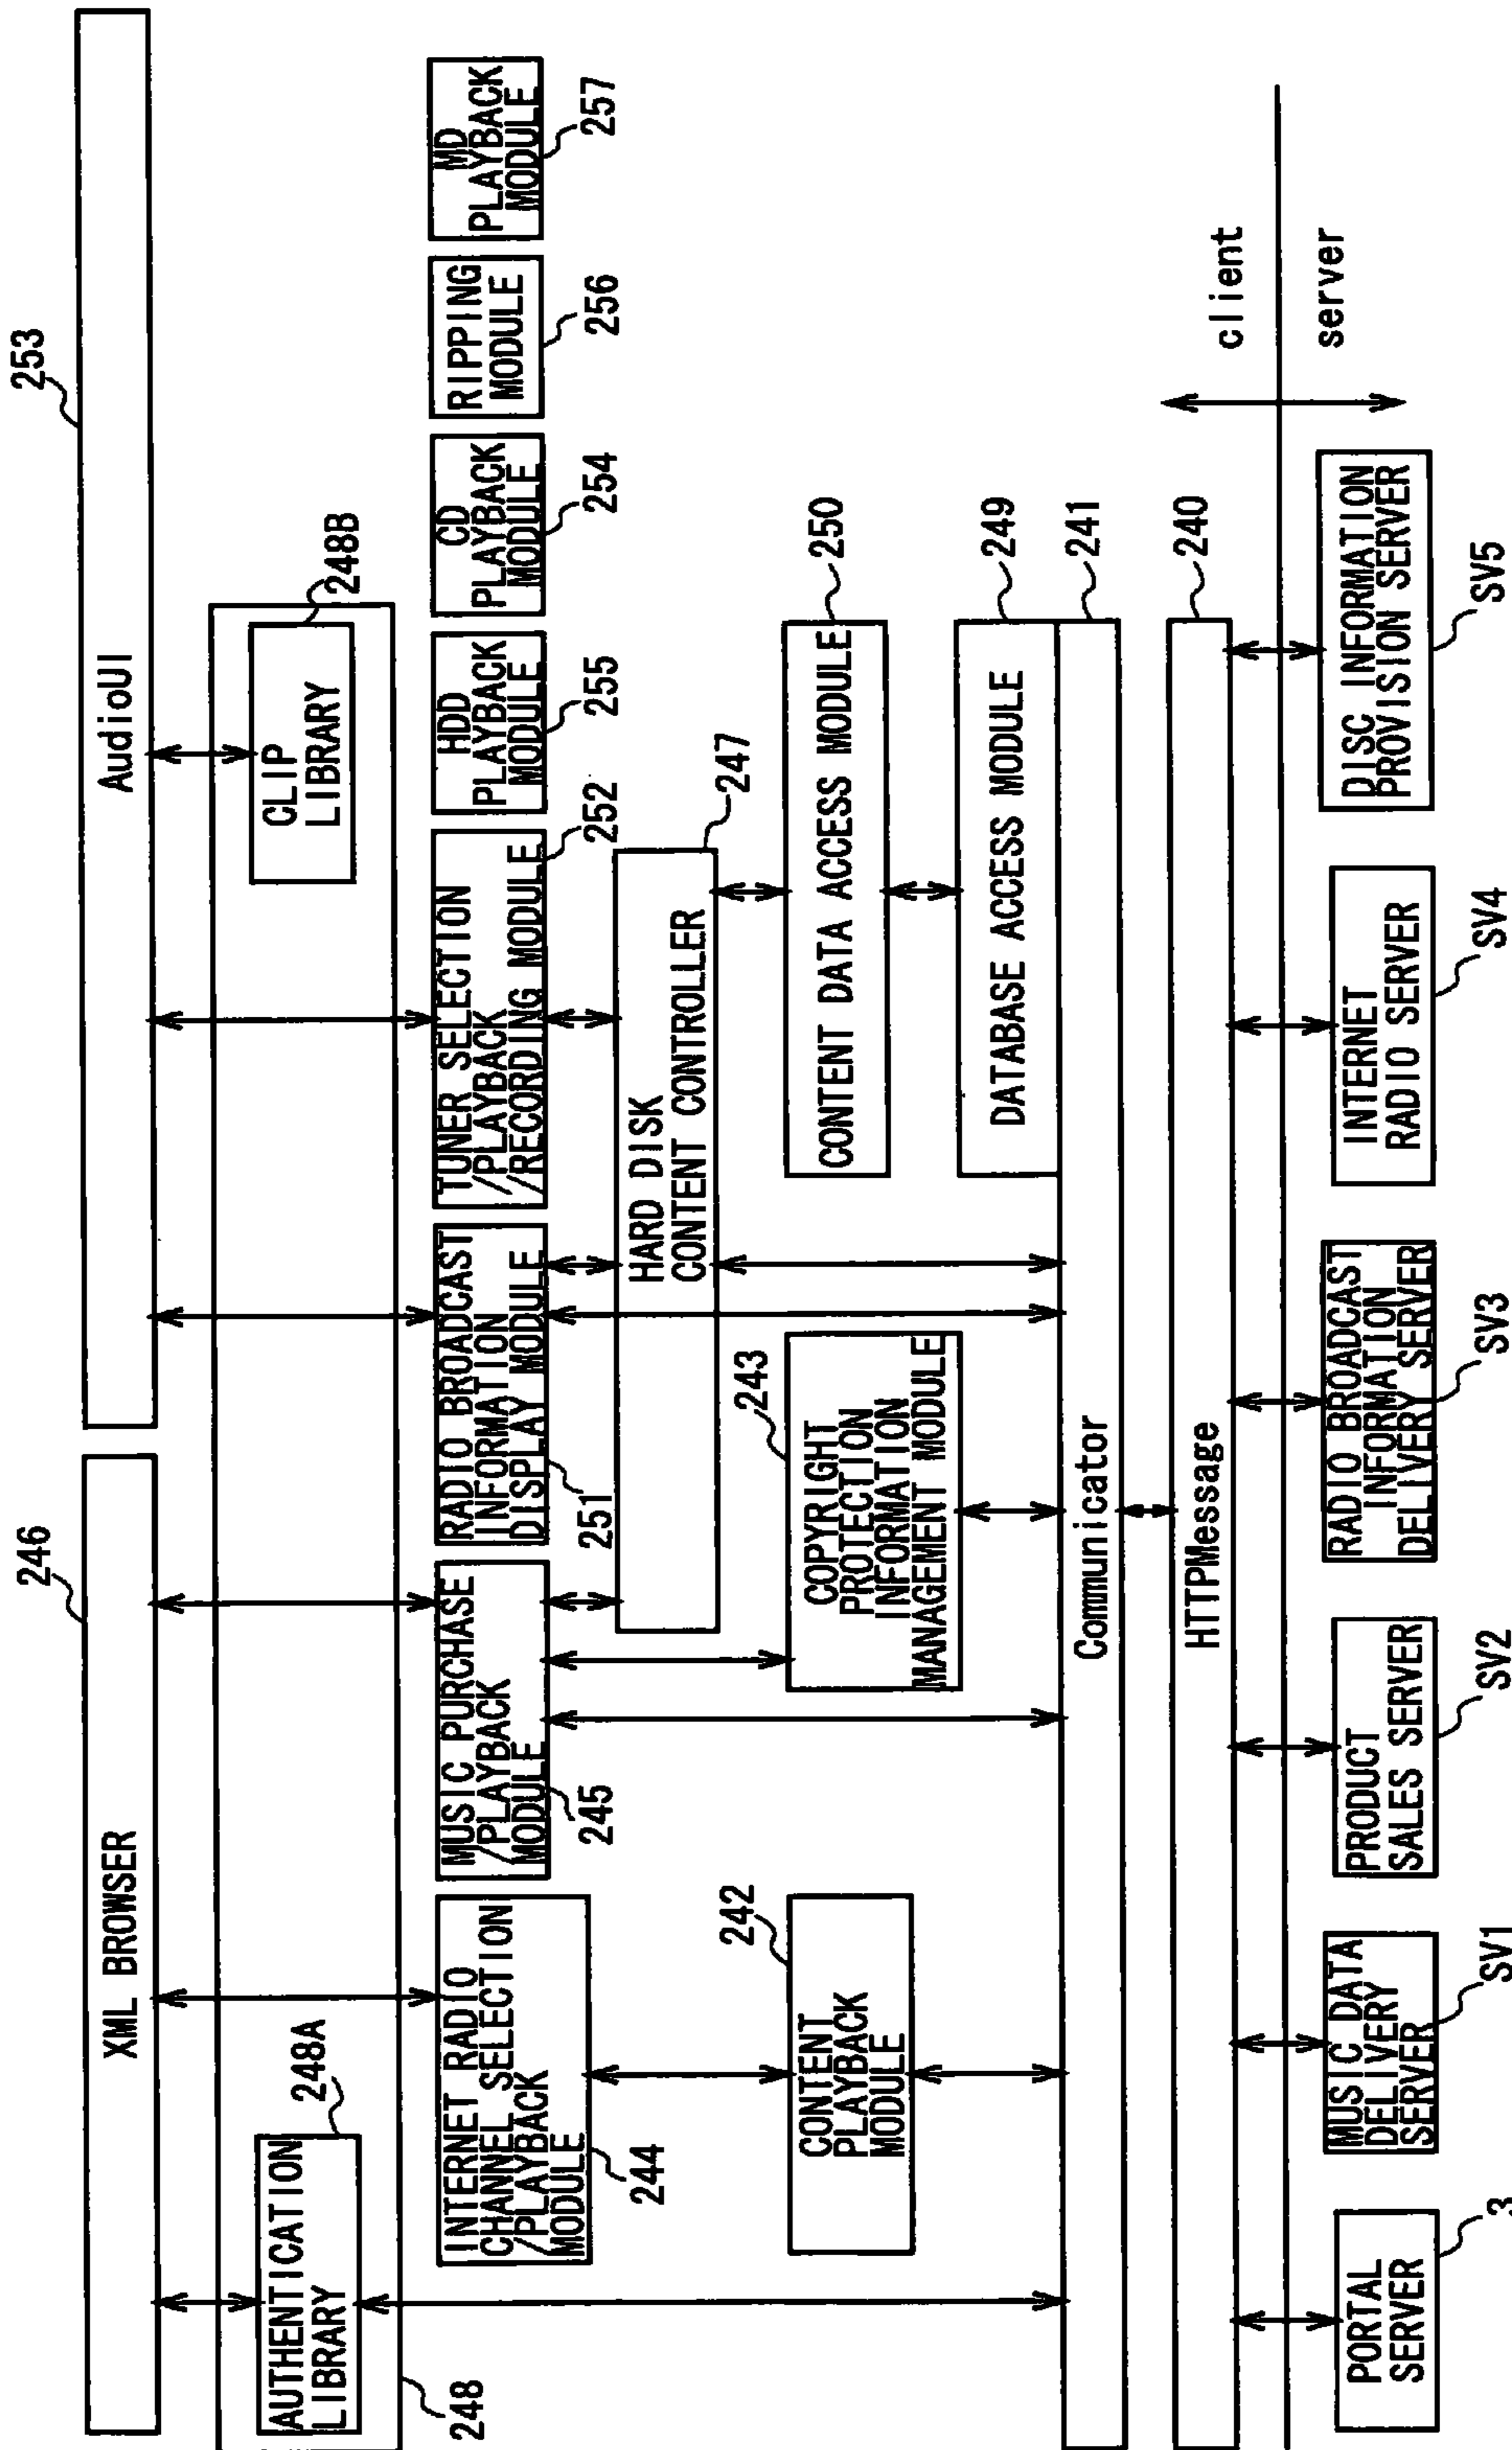 246
253
XML BROWSER
AudioUI
248A
248B
AUTHENTICATION
LIBRARY
CLIP
LIBRARY
248
INTERNET RADIO
CHANNEL SELECTION
/PLAYBACK
MODULE
244
MUSIC PURCHASE
/PLAYBACK
MODULE
245
RADIO BROADCAST
INFORMATION
DISPLAY MODULE
251
TUNER SELECTION
/PLAYBACK
/RECORDING MODULE
252
HDD
PLAYBACK
MODULE
255
CD
PLAYBACK
MODULE
254
RIPPING
MODULE
256
MD
PLAYBACK
MODULE
257
HARD DISK
CONTENT CONTROLLER
247
242
CONTENT
PLAYBACK
MODULE
243
COPYRIGHT
PROTECTION
INFORMATION
MANAGEMENT MODULE
CONTENT DATA ACCESS MODULE
250
DATABASE ACCESS MODULE
249
Communicator
241
HTTPMessage
240
client
server
PORTAL
SERVER
3
MUSIC DATA
DELIVERY
SERVER
SV1
PRODUCT
SALES SERVER
SV2
RADIO BROADCAST
INFORMATION
DELIVERY SERVER
SV3
INTERNET
RADIO SERVER
SV4
DISC INFORMATION
PROVISION SERVER
SV5